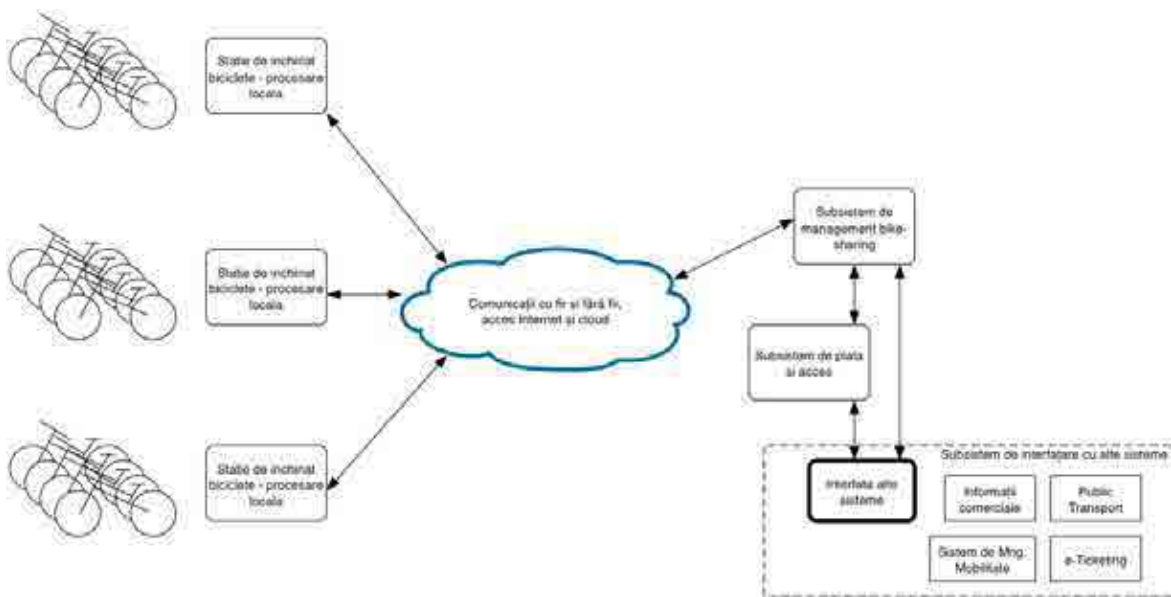 Statie de inchiriat
biciclete - procesare
locala
Statie de inchiriat
biciclete - procesare
locala
Statie de inchiriat
biciclete - procesare
locala
Comunicații cu fir si fără fir,
acces Internet și cloud
Subsistem de
management bike-
sharing
Subsistem de plata
si acces
Subsistem de interfațare cu alte sisteme
Interfata alte
sisteme
Informații
comerciale
Public
Transport
Sistem de Mng.
Mobilitate
e-Ticketing